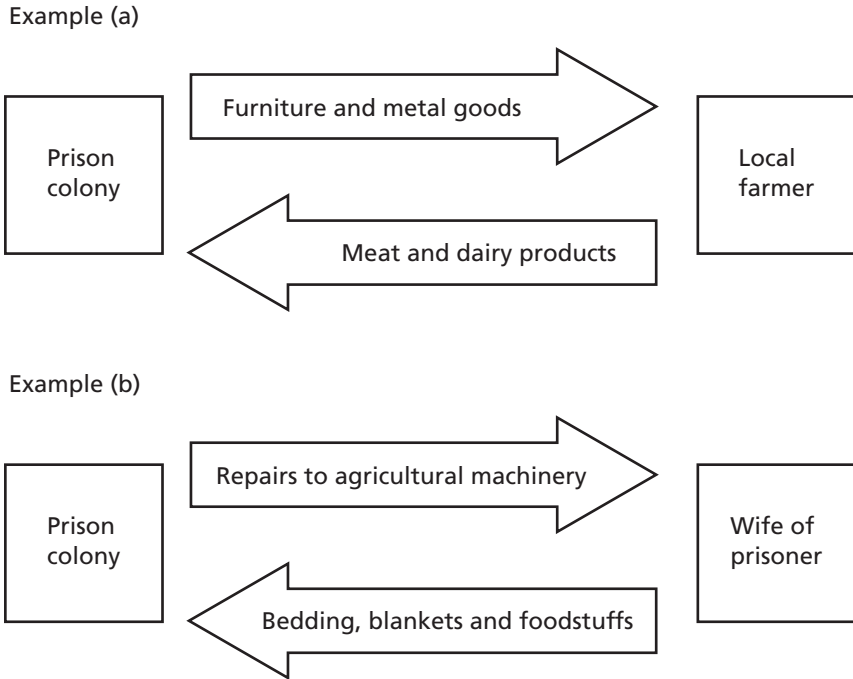 Example (a)
Furniture and metal goods
Prison
colony
Local
farmer
Meat and dairy products
Example (b)
Repairs to agricultural machinery
Prison
colony
Wife of
prisoner
Bedding, blankets and foodstuffs